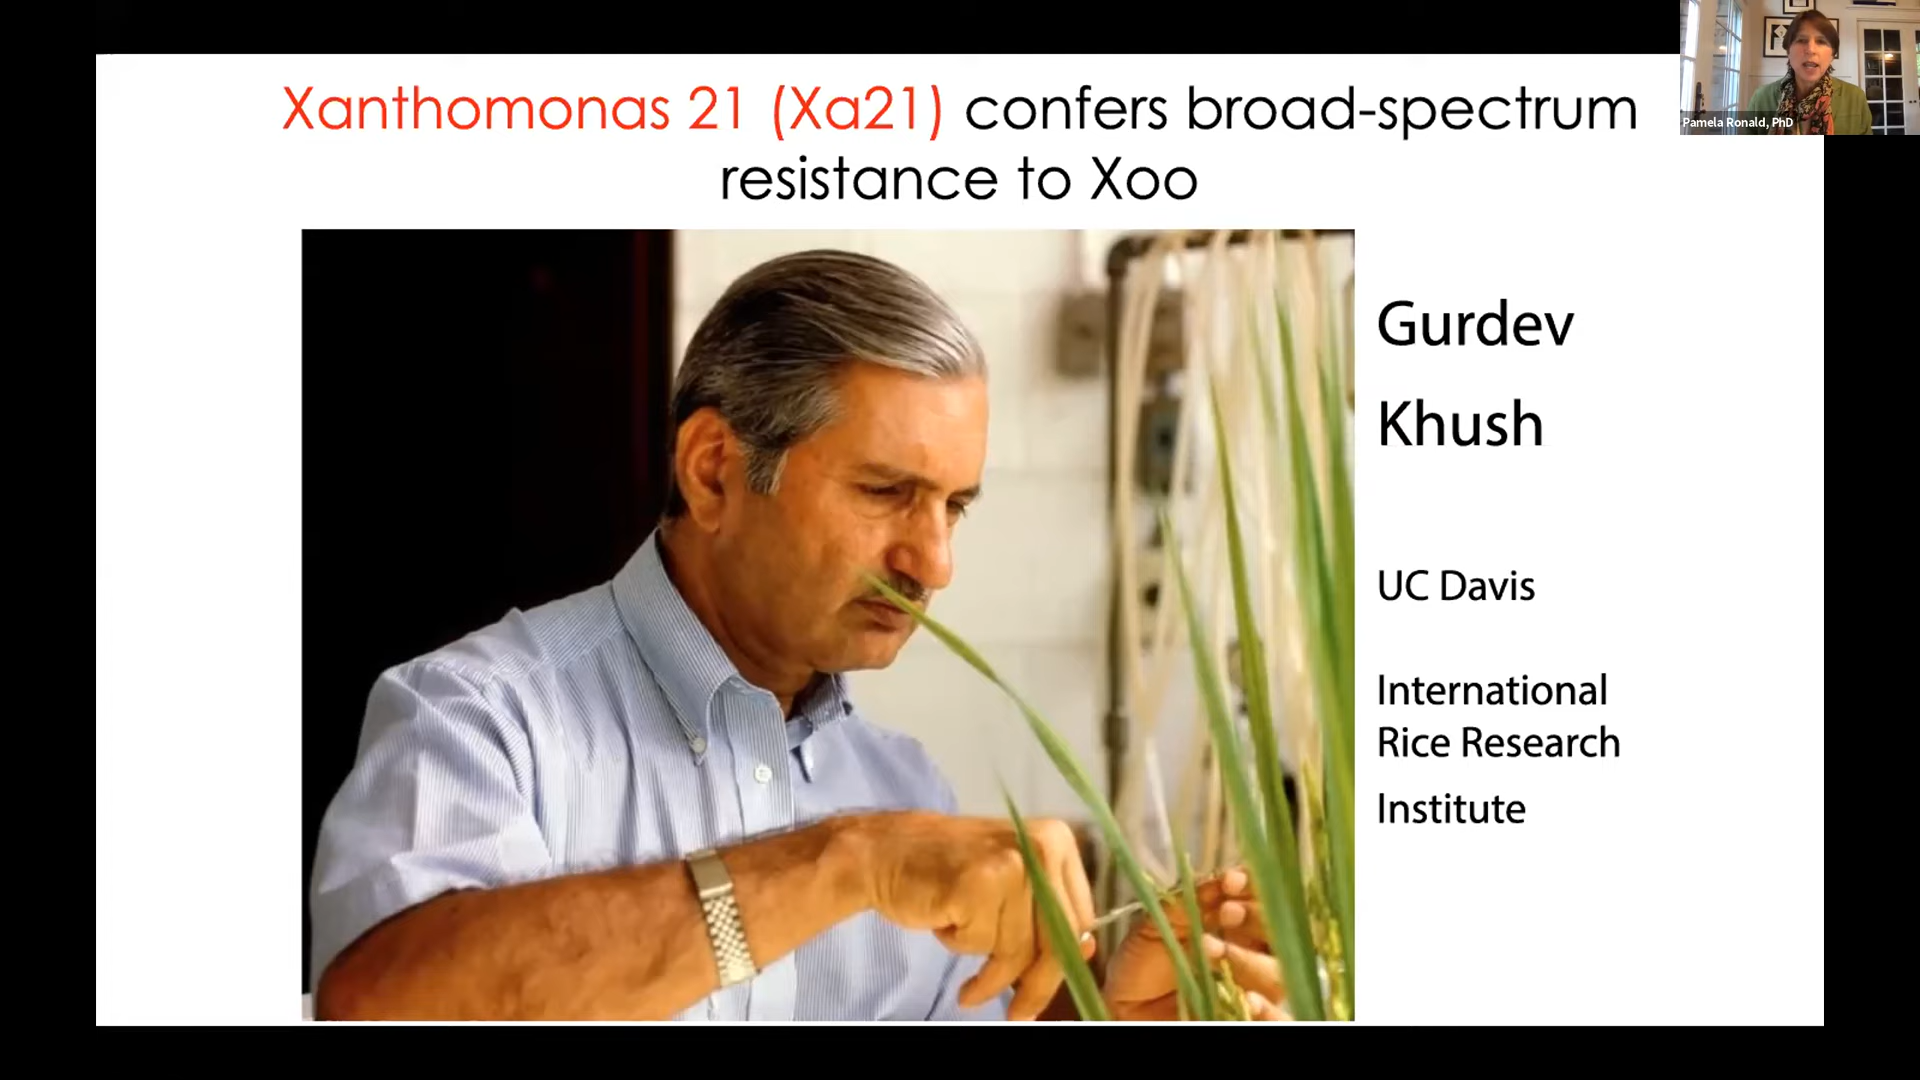 Xanthomonas 21 (Xa21) confers broad-spectrum
resistance to Xoo
Pamela Ronald, PhD
Gurdev
Khush
UC Davis
International
Rice Research
Institute